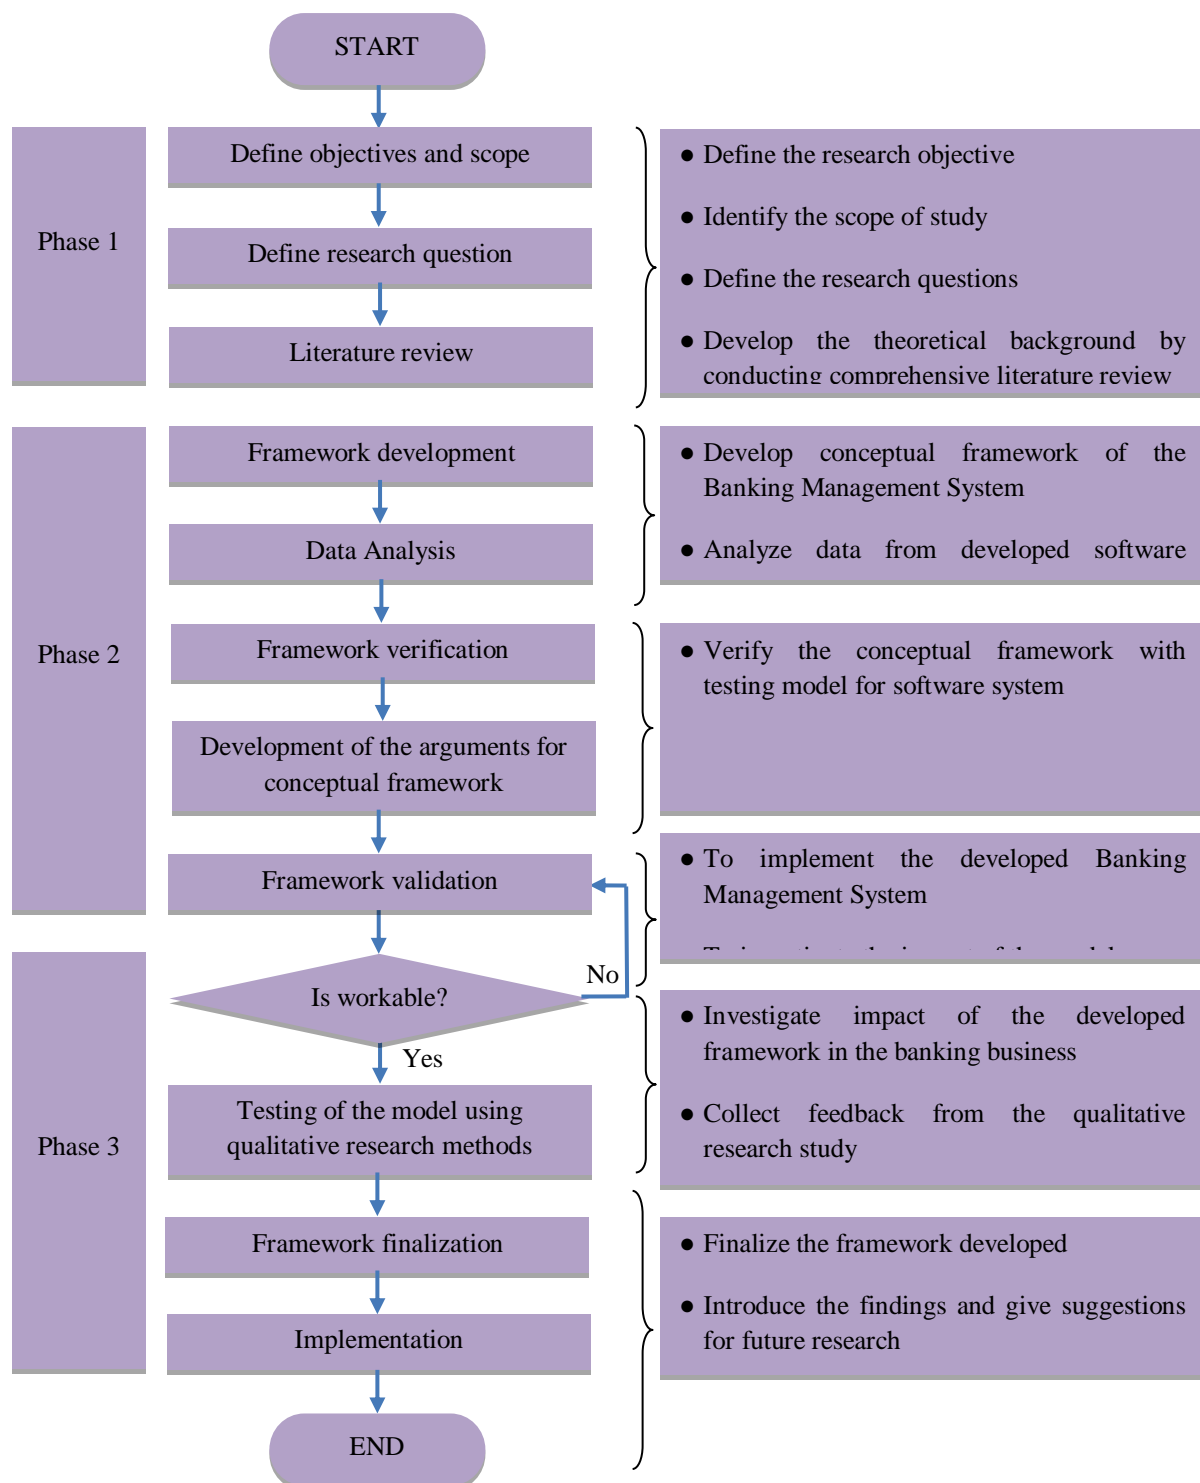 START
Phase 1
Define objectives and scope
Define research question
Literature review
● Define the research objective
● Identify the scope of study
● Define the research questions
● Develop the theoretical background by
conducting comprehensive literature review
Phase 2
Framework development
Data Analysis
● Develop conceptual framework of the
Banking Management System
● Analyze data from developed software
Framework verification
Development of the arguments for
conceptual framework
● Verify the conceptual framework with
testing model for software system
Framework validation
● To implement the developed Banking
Management System
Phase 3
Is workable?
No
Yes
Testing of the model using
qualitative research methods
● Investigate impact of the developed
framework in the banking business
● Collect feedback from the qualitative
research study
Framework finalization
Implementation
● Finalize the framework developed
● Introduce the findings and give suggestions
for future research
END